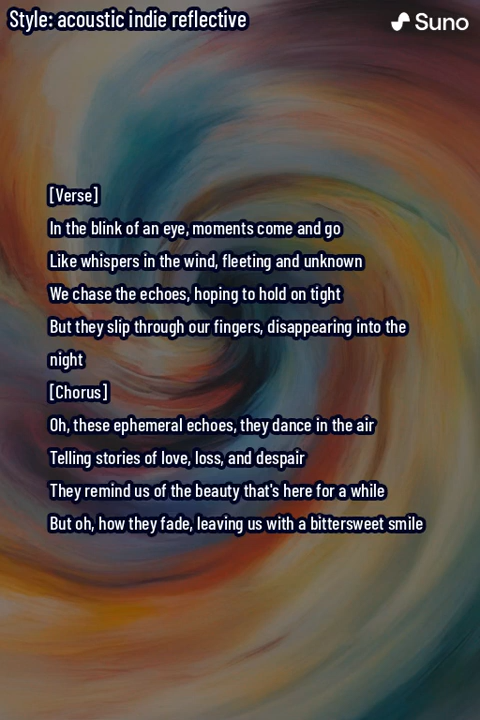 Style: acoustic indie reflective
Suno
[Verse]
In the blink of an eye, moments come and go
Like whispers in the wind, fleeting and unknown
We chase the echoes, hoping to hold on tight
But they slip through our fingers, disappearing into the
night
[Chorus]
Oh, these ephemeral echoes, they dance in the air
Telling stories of love, loss, and despair
They remind us of the beauty that's here for a while
But oh, how they fade, leaving us with a bittersweet smile